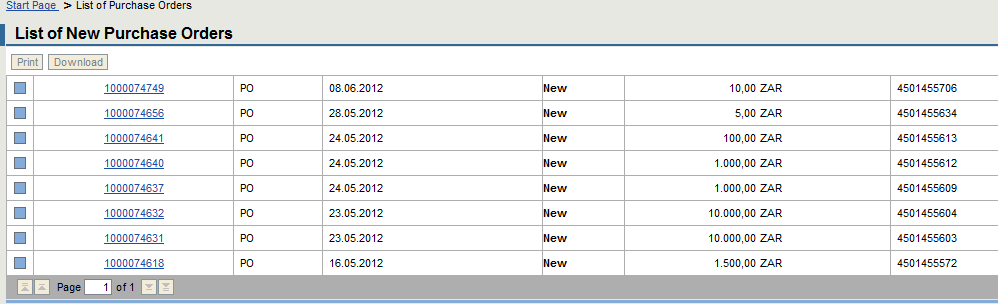 Start Page > List of Purchase Orders
List of New Purchase Orders
Print Download
1000074749 PO 08.06.2012 New 10,00 ZAR 4501455706
1000074656 PO 28.05.2012 New 5,00 ZAR 4501455634
1000074641 PO 24.05.2012 New 100,00 ZAR 4501455613
1000074640 PO 24.05.2012 New 1.000,00 ZAR 4501455612
1000074637 PO 24.05.2012 New 1.000,00 ZAR 4501455609
1000074632 PO 23.05.2012 New 10.000,00 ZAR 4501455604
1000074631 PO 23.05.2012 New 10.000,00 ZAR 4501455603
1000074618 PO 16.05.2012 New 1.500,00 ZAR 4501455572
Page 1 of 1